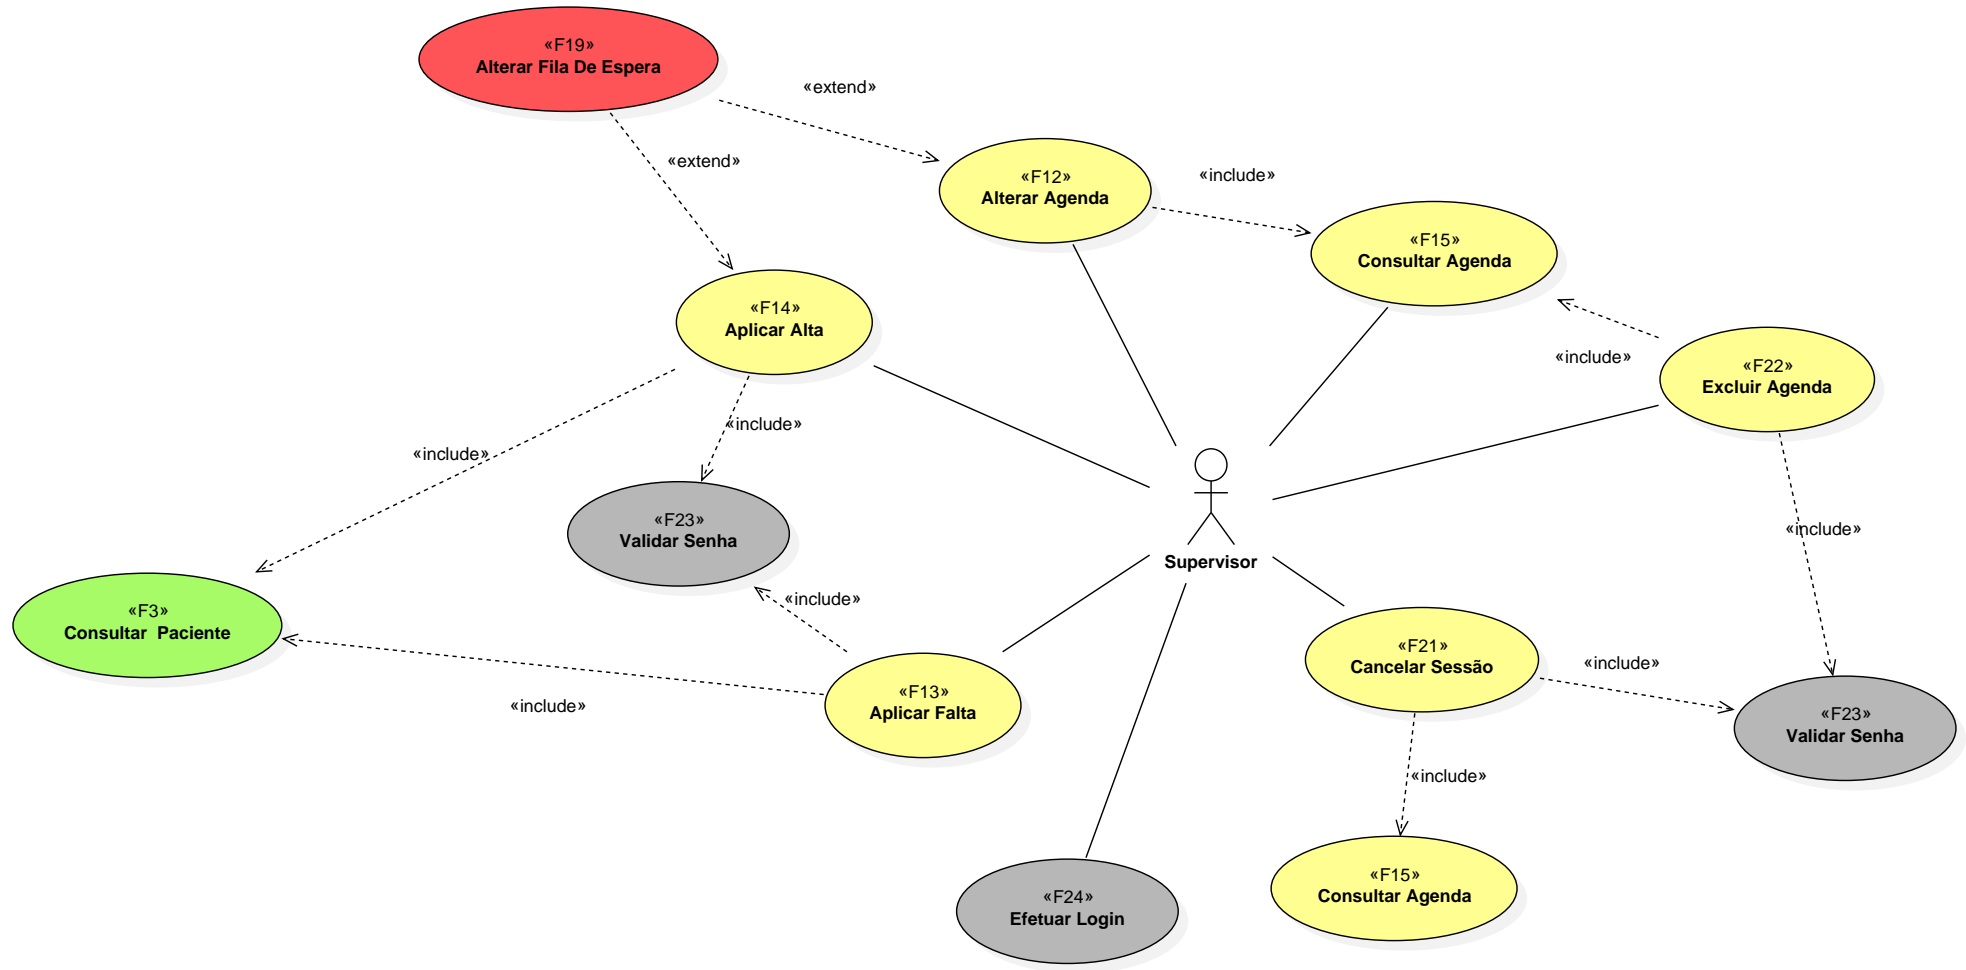 «F19»
Alterar Fila De Espera
«extend»
«extend»
«F12»
Alterar Agenda
«include»
«F15»
Consultar Agenda
«F14»
Aplicar Alta
«include»
«F22»
Excluir Agenda
«include»
«include»
«F23»
Validar Senha
«include»
Supervisor
«include»
«F3»
Consultar  Paciente
«F21»
Cancelar Sessão
«include»
«F13»
Aplicar Falta
«include»
«F23»
Validar Senha
«include»
«F15»
Consultar Agenda
«F24»
Efetuar Login